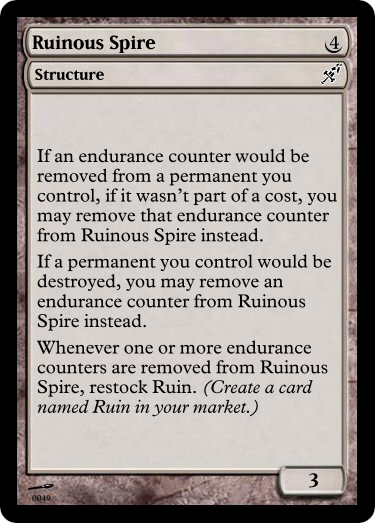 Ruinous Spire 4
Structure
If an endurance counter would be
removed from a permanent you
control, if it wasn't part of a cost, you
may remove that endurance counter
from Ruinous Spire instead.
If a permanent you control would be
destroyed, you may remove an
endurance counter from Ruinous
Spire instead.
Whenever one or more endurance
counters are removed from Ruinous
Spire, restock Ruin. (Create a card
named Ruin in your market.)
3
0049